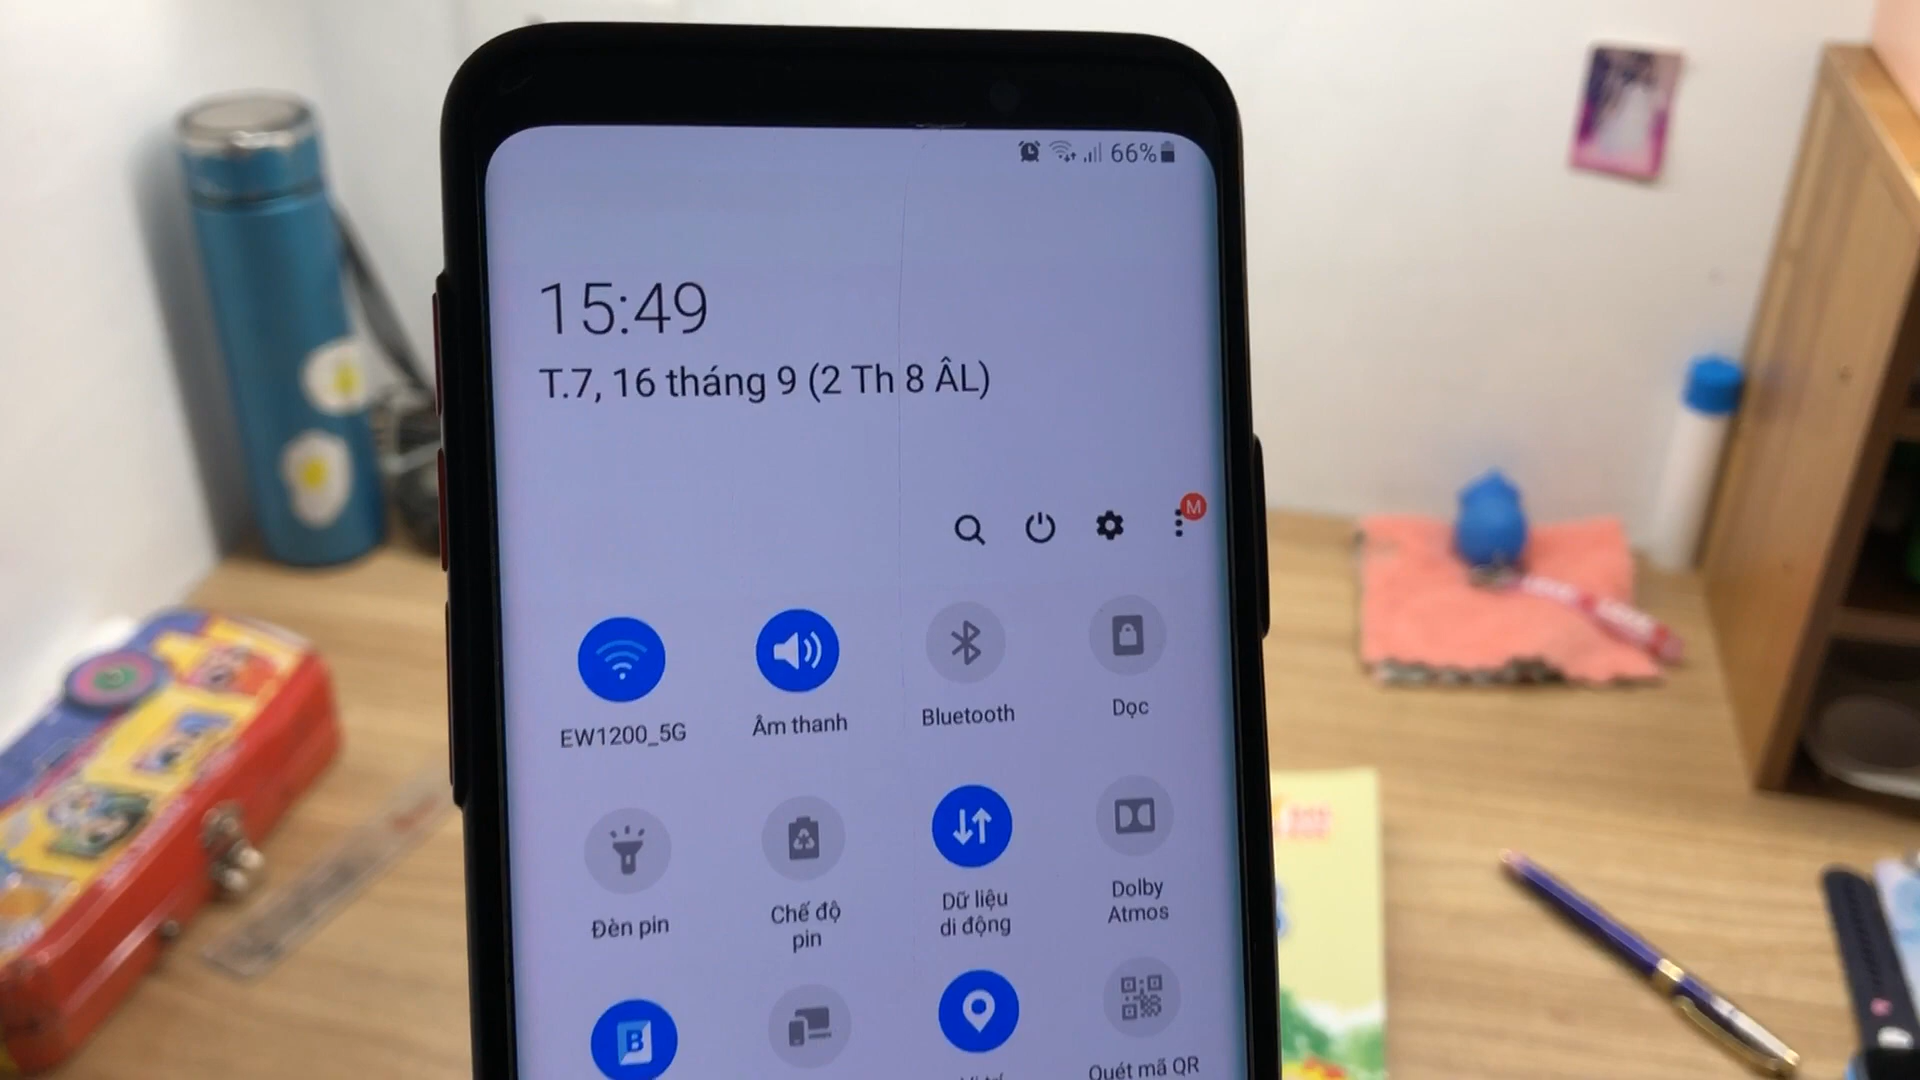 66%
15:49
T.7, 16 tháng 9 (2 Th 8 ÂL)
M
EW1200_5G
Âm thanh
Bluetooth
Dọc
Đèn pin
Chế độ
pin
Dữ liệu
di động
Dolby
Atmos
B
Quét mã QR